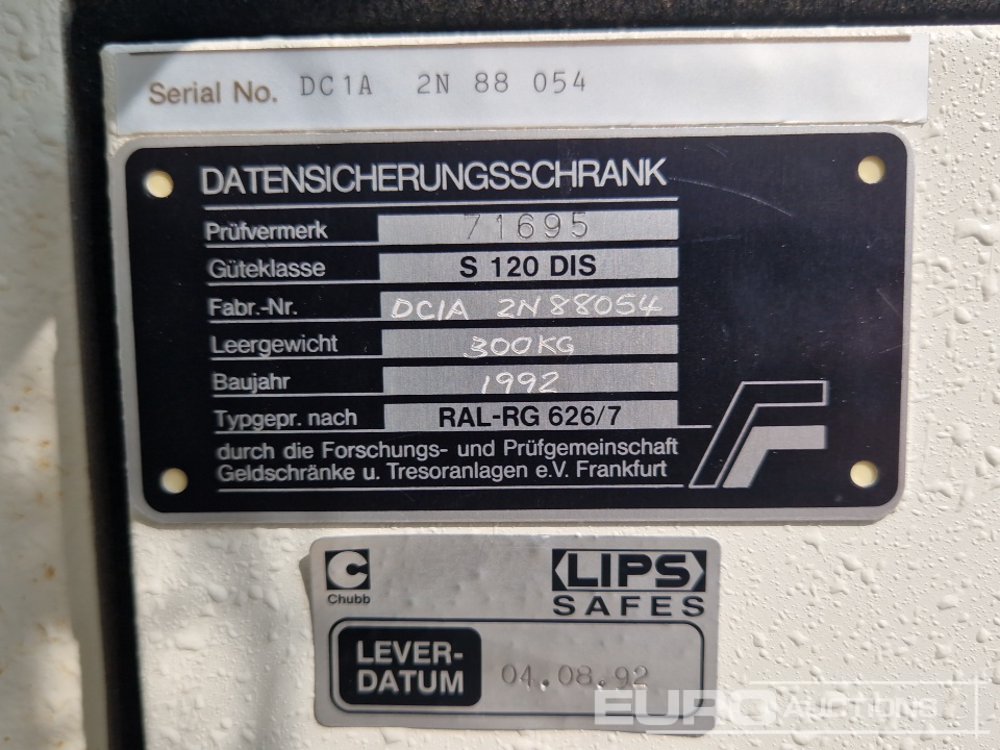 Serial No. DC1A 2N 88 054
DATENSICHERUNGSSCHRANK
Prüfvermerk 71695
Güteklasse S 120 DIS
Fabr.-Nr. DC1A 2N88054
Leergewicht 300KG
Baujahr 1992
Typgepr. nach RAL-RG 626/7
durch die Forschungs- und Prüfgemeinschaft
Geldschränke u. Tresoranlagen e.V. Frankfurt
C
Chubb
LIPS
SAFES
LEVER-
DATUM 04.08.92
EURO AUCTIONS